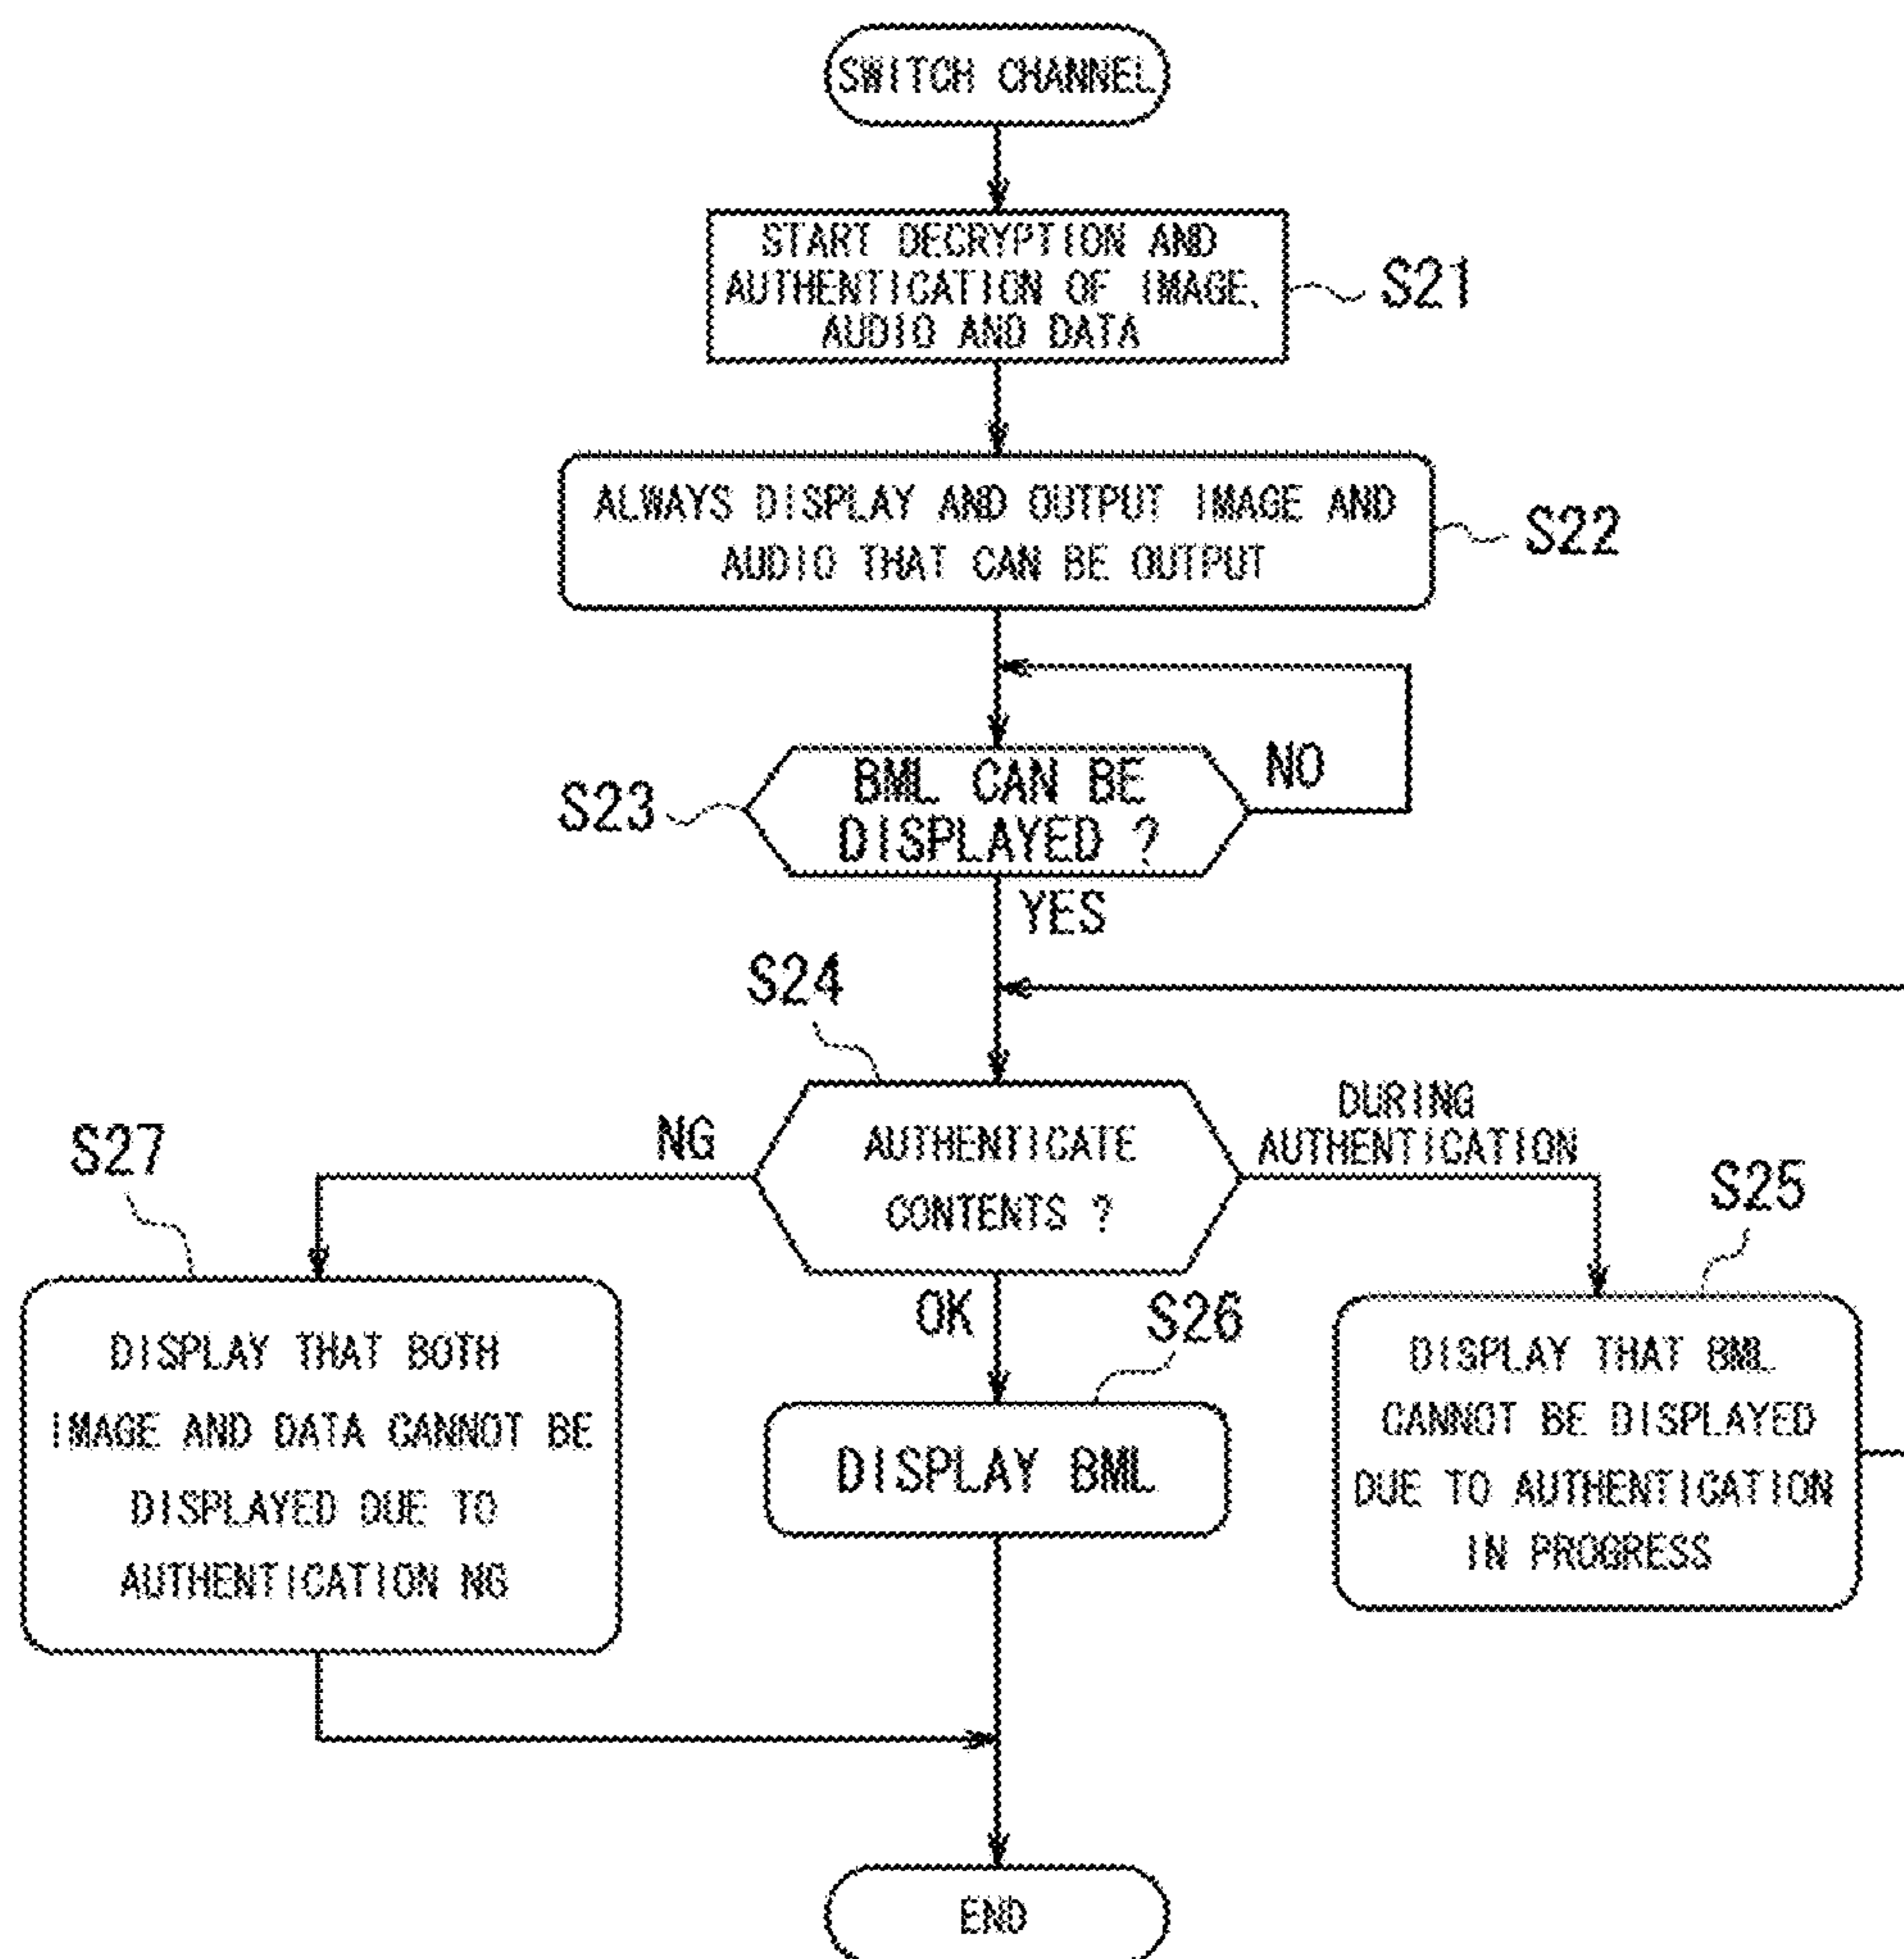 SWITCH CHANNEL
START DECRYPTION AND
AUTHENTICATION OF IMAGE,
AUDIO AND DATA
S21
ALWAYS DISPLAY AND OUTPUT IMAGE AND
AUDIO THAT CAN BE OUTPUT
S22
S23
BML CAN BE
DISPLAYED ?
NO
YES
S24
AUTHENTICATE
CONTENTS ?
NG
DURING
AUTHENTICATION
S27
S25
OK
S26
DISPLAY THAT BOTH
IMAGE AND DATA CANNOT BE
DISPLAYED DUE TO
AUTHENTICATION NG
DISPLAY BML
DISPLAY THAT BML
CANNOT BE DISPLAYED
DUE TO AUTHENTICATION
IN PROGRESS
END